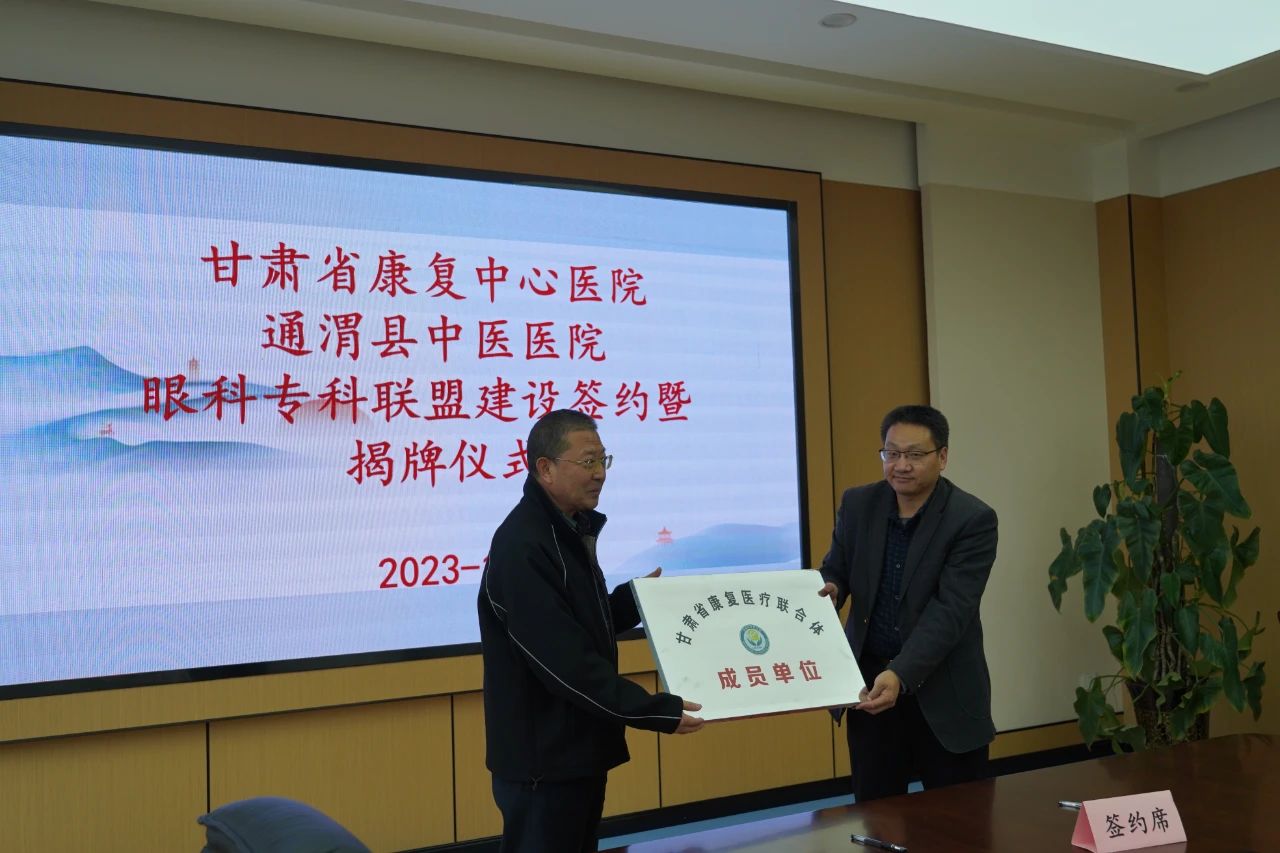 甘肃省康复中心医院
通渭县中医医院
眼科专科联盟建设签约暨
揭牌仪式
2023-1
甘肃省康复医疗联合体
成员单位
签约席